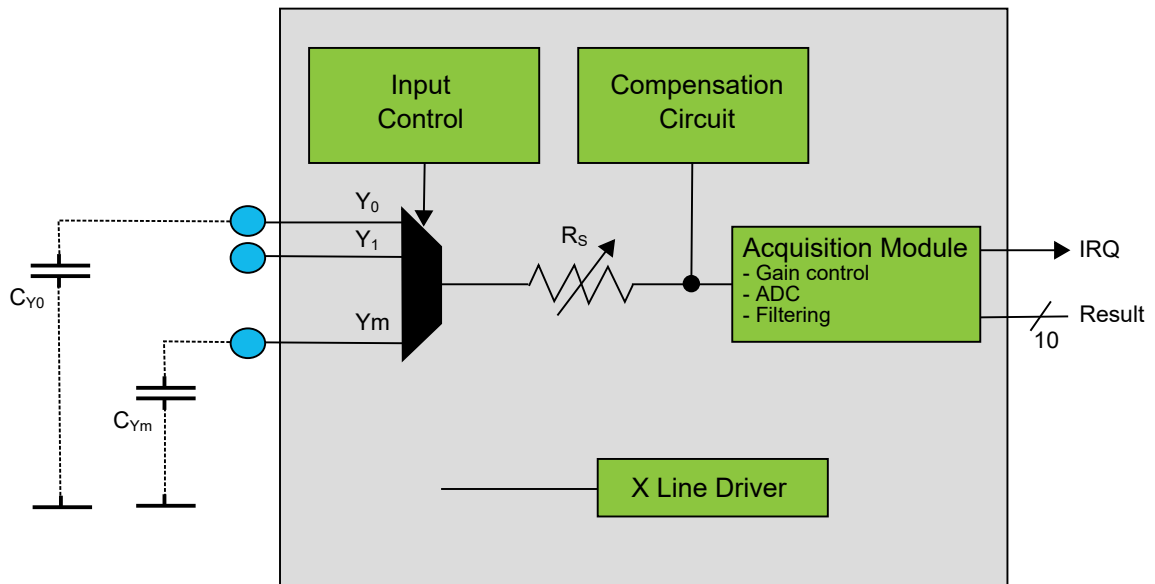 Input
Control
Compensation
Circuit
Y0
Y1
RS
Acquisition Module
- Gain control
- ADC
- Filtering
IRQ
Result
10
CY0
Ym
CYm
X Line Driver